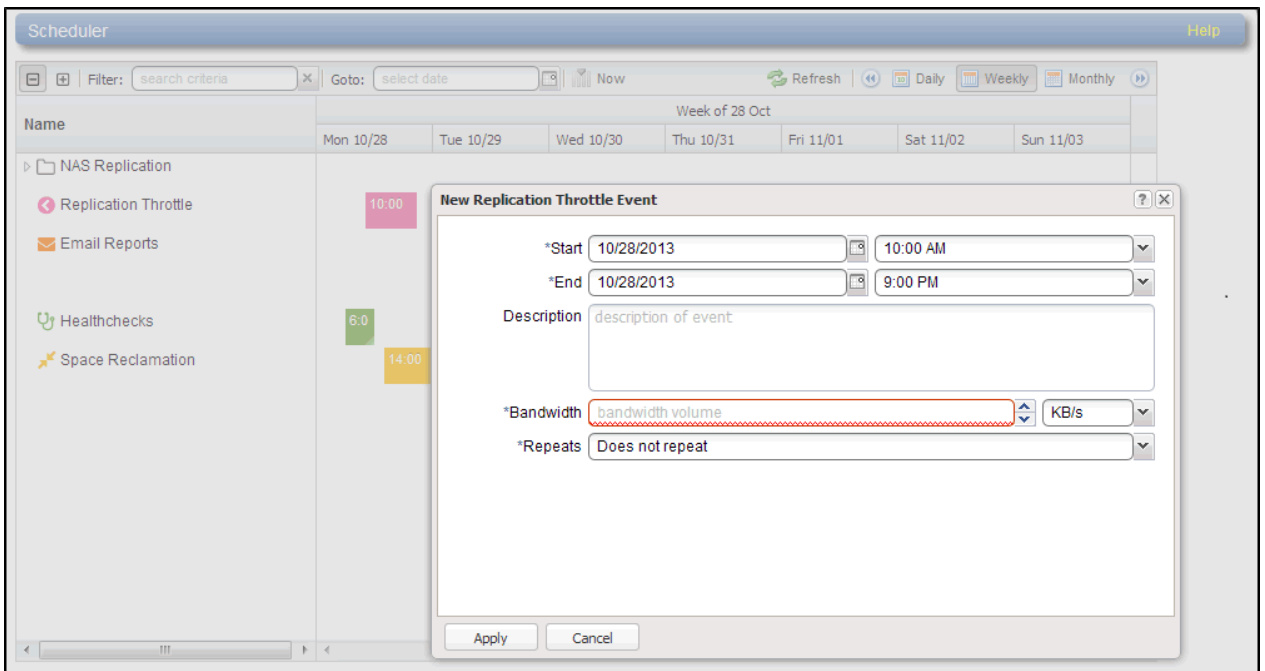 Scheduler Help
Filter: search criteria Goto: select date Now Refresh Daily Weekly Monthly
Name
Week of 28 Oct
Mon 10/28 Tue 10/29 Wed 10/30 Thu 10/31 Fri 11/01 Sat 11/02 Sun 11/03
NAS Replication
Replication Throttle 10:00
Email Reports
Healthchecks 6:0
Space Reclamation 14:00
New Replication Throttle Event ?
*Start 10/28/2013 10:00 AM
*End 10/28/2013 9:00 PM
Description description of event
*Bandwidth bandwidth volume KB/s
*Repeats Does not repeat
Apply Cancel